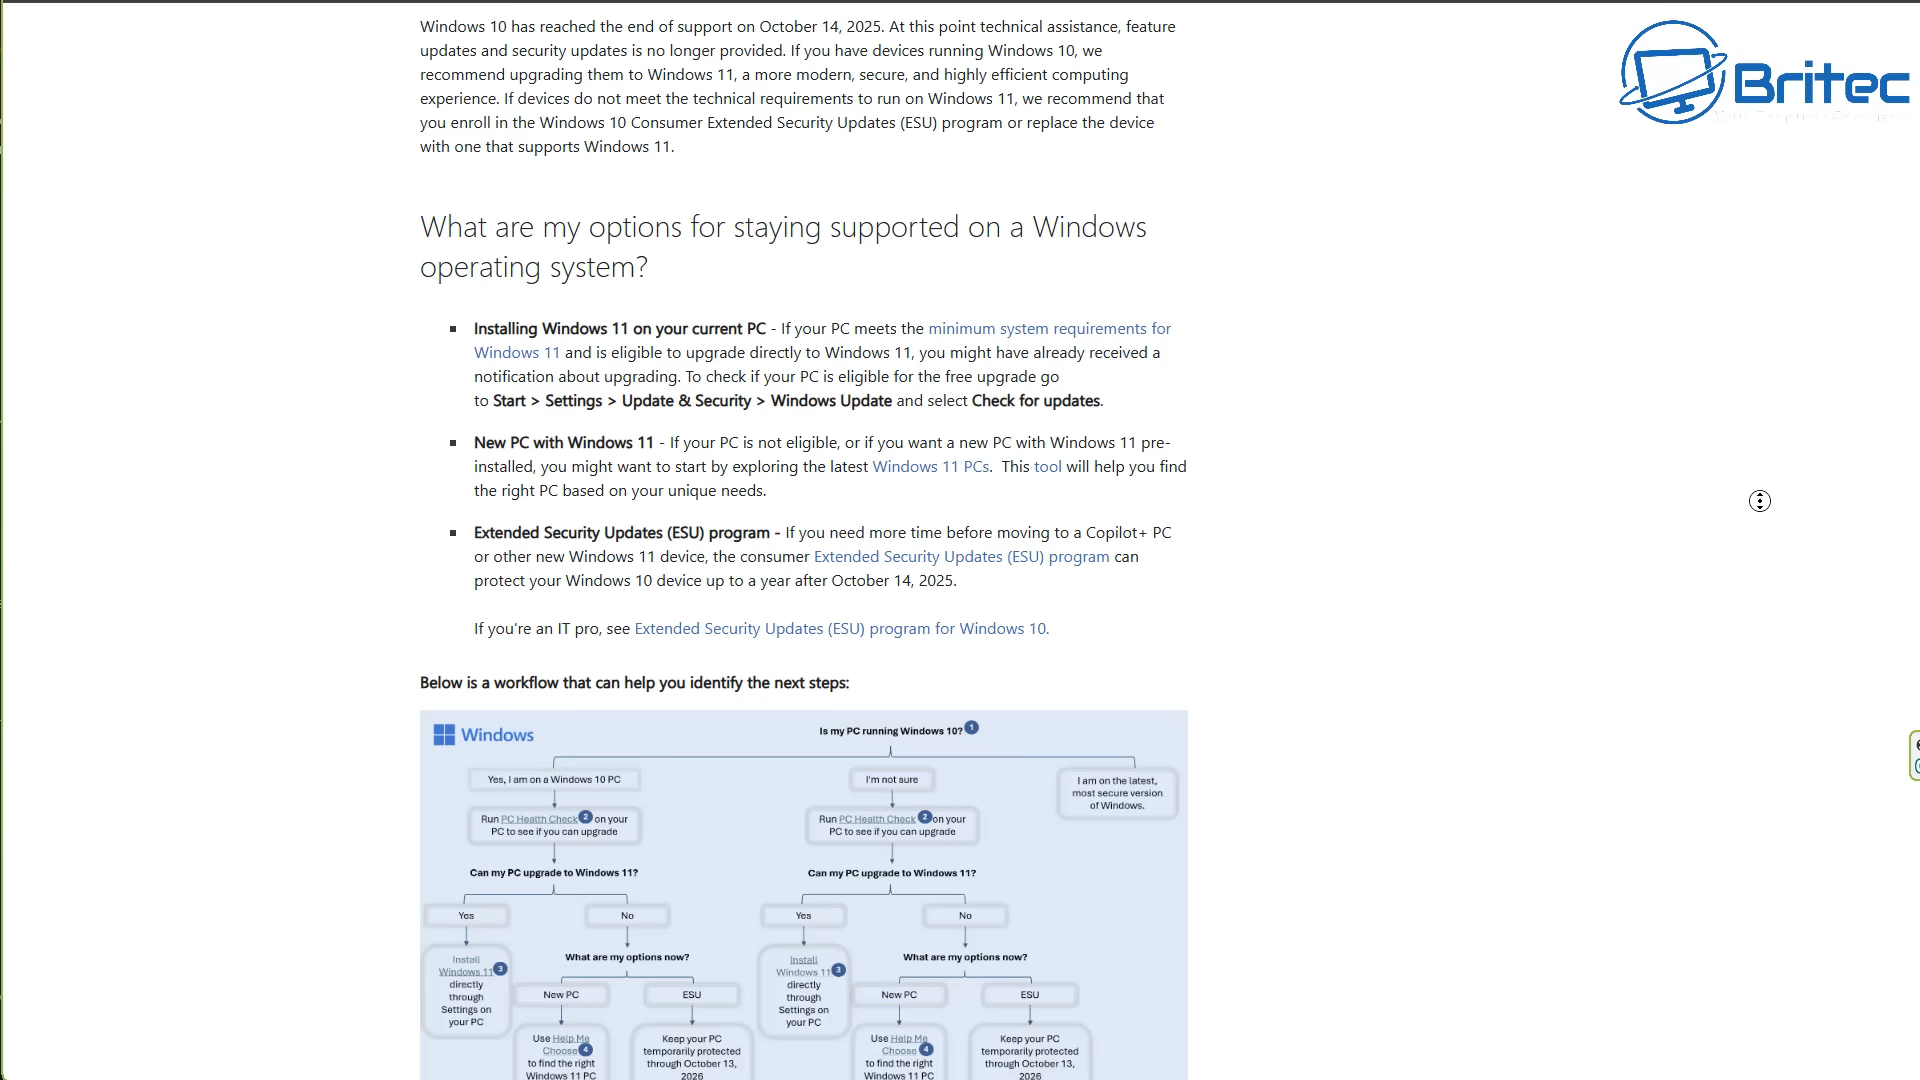 Windows 10 has reached the end of support on October 14, 2025. At this point technical assistance, feature
updates and security updates is no longer provided. If you have devices running Windows 10, we
recommend upgrading them to Windows 11, a more modern, secure, and highly efficient computing
experience. If devices do not meet the technical requirements to run on Windows 11, we recommend that
you enroll in the Windows 10 Consumer Extended Security Updates (ESU) program or replace the device
with one that supports Windows 11.
Britec
What are my options for staying supported on a Windows
operating system?
▪ Installing Windows 11 on your current PC - If your PC meets the minimum system requirements for
Windows 11 and is eligible to upgrade directly to Windows 11, you might have already received a
notification about upgrading. To check if your PC is eligible for the free upgrade go
to Start > Settings > Update & Security > Windows Update and select Check for updates.
▪ New PC with Windows 11 - If your PC is not eligible, or if you want a new PC with Windows 11 pre-
installed, you might want to start by exploring the latest Windows 11 PCs. This tool will help you find
the right PC based on your unique needs.
▪ Extended Security Updates (ESU) program - If you need more time before moving to a Copilot+ PC
or other new Windows 11 device, the consumer Extended Security Updates (ESU) program can
protect your Windows 10 device up to a year after October 14, 2025.
If you're an IT pro, see Extended Security Updates (ESU) program for Windows 10.
Below is a workflow that can help you identify the next steps:
Windows
Is my PC running Windows 10? 1
Yes, I am on a Windows 10 PC
Run PC Health Check 2 on your
PC to see if you can upgrade
Can my PC upgrade to Windows 11?
Yes
No
Install
Windows 11 3
directly
through
Settings on
your PC
What are my options now?
New PC
ESU
Use Help Me
Choose 4
to find the right
Windows 11 PC
Keep your PC
temporarily protected
through October 13,
2026
I'm not sure
Run PC Health Check 2 on your
PC to see if you can upgrade
Can my PC upgrade to Windows 11?
Yes
No
Install
Windows 11 3
directly
through
Settings on
your PC
What are my options now?
New PC
ESU
Use Help Me
Choose 4
to find the right
Windows 11 PC
Keep your PC
temporarily protected
through October 13,
2026
I am on the latest,
most secure version
of Windows.